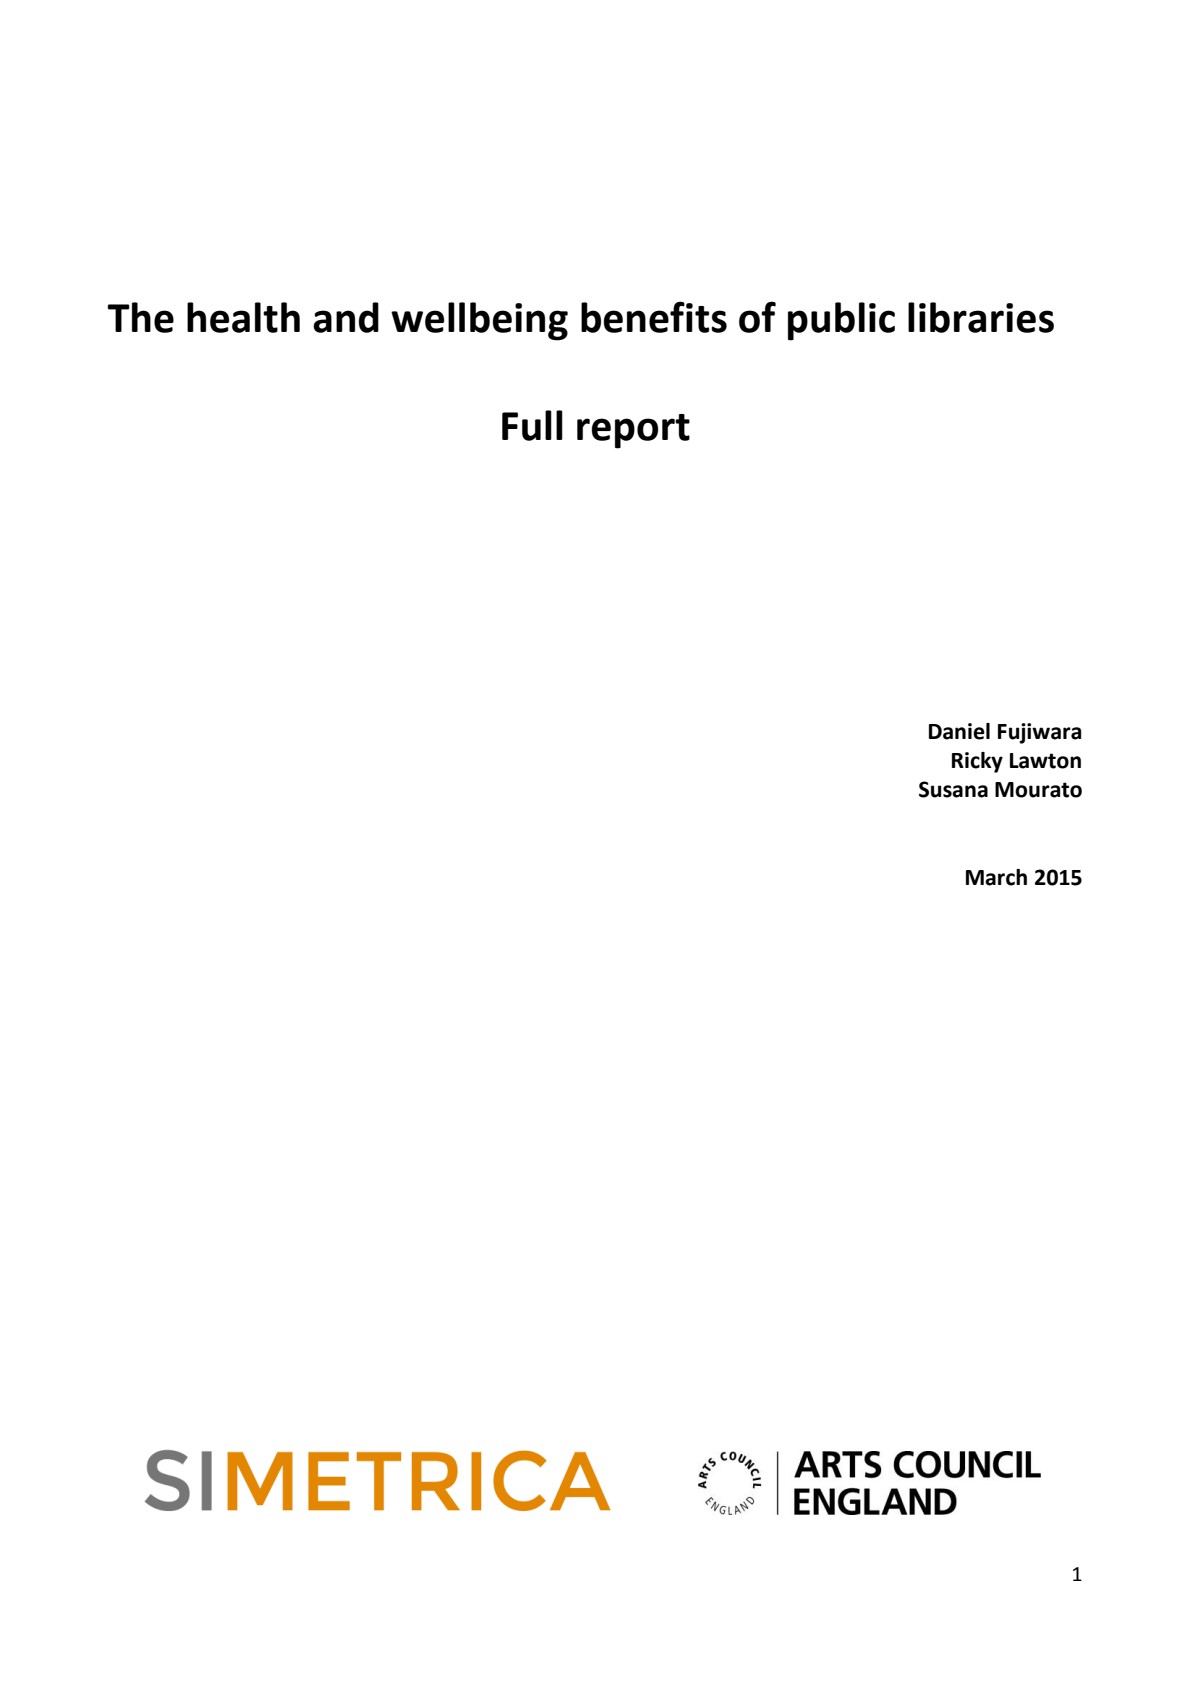 The health and wellbeing benefits of public libraries
Full report
Daniel Fujiwara
Ricky Lawton
Susana Mourato
March 2015
SIMETRICA
ARTS COUNCIL
ENGLAND
ARTS COUNCIL
ENGLAND
1